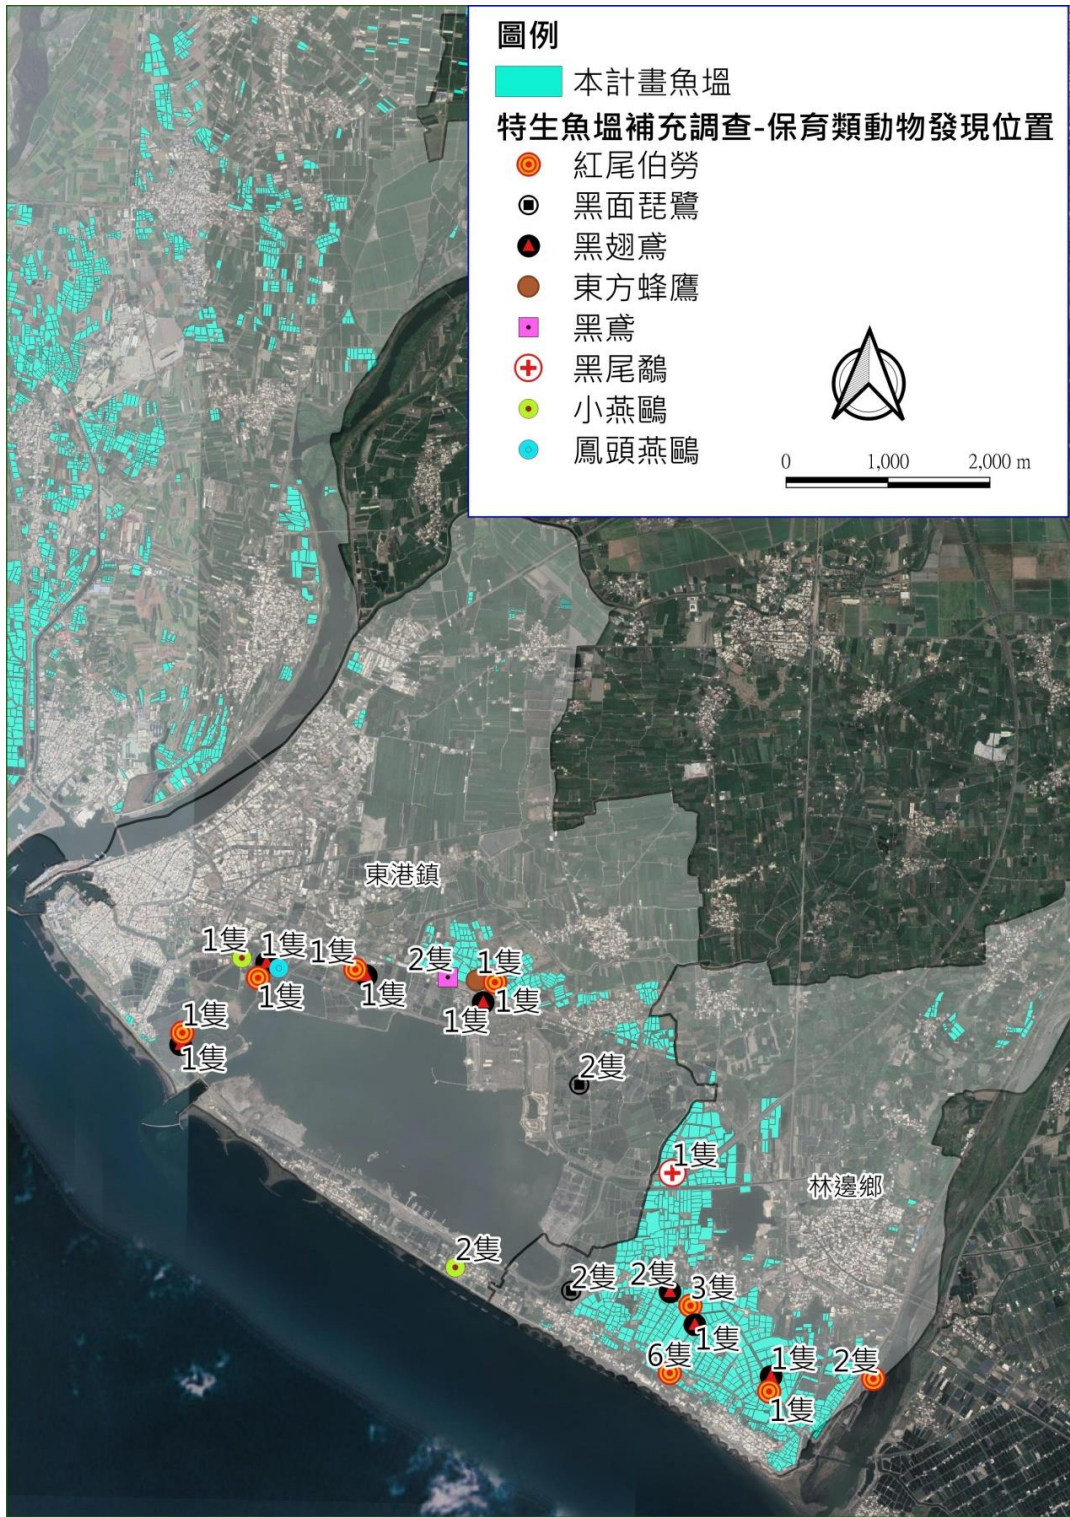 圖例
本計畫魚塭
特生魚塭補充調查-保育類動物發現位置
紅尾伯勞
黑面琵鷺
黑翅鳶
東方蜂鷹
黑鳶
黑尾鷸
小燕鷗
鳳頭燕鷗
0 1,000 2,000 m
東港鎮
1隻
1隻
1隻
2隻
1隻
1隻
1隻
1隻
1隻
1隻
1隻
2隻
1隻
林邊鄉
2隻
2隻
2隻
3隻
1隻
6隻
1隻
2隻
1隻